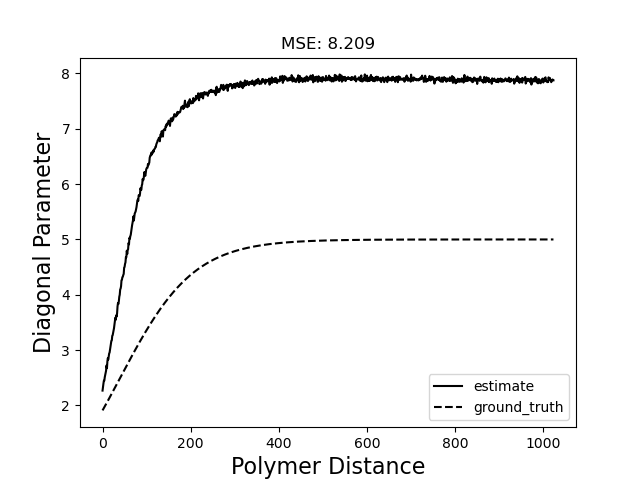 MSE: 8.209
Diagonal Parameter
8
7
6
5
4
3
2
0 200 400 600 800 1000
Polymer Distance
estimate
ground_truth